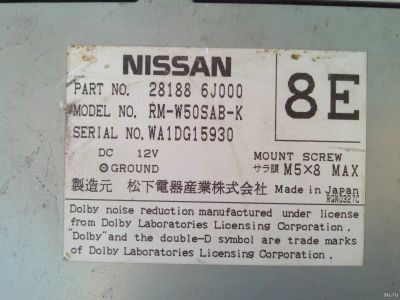 NISSAN
PART NO. 28188 6J000
8E
MODEL NO. RM-W50SAB-K
SERIAL NO. WA1DG15930
DC 12V
MOUNT SCREW
⊙GROUND
サラ頭 M5×8 MAX
製造元 松下電器産業株式会社 Made in Japan
RGN0327C
Dolby noise reduction manufactured under license
from Dolby Laboratories Licensing Corporation.
"Dolby" and the double-D symbol are trade marks
of Dolby Laboratories Licensing Corporation.
au.ru